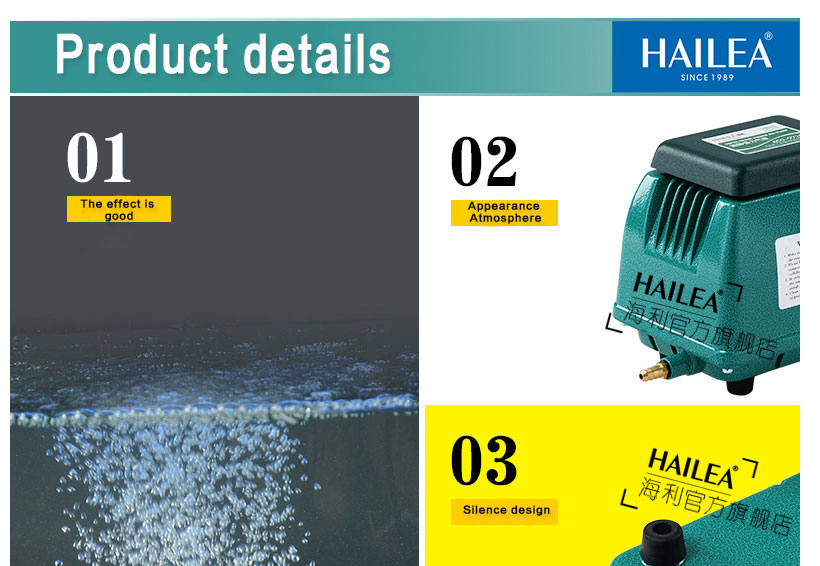 Product details
HAILEA®
SINCE 1989
01
The effect is
good
02
Appearance
Atmosphere
HAILEA®
海利官方旗舰店
03
Silence design
HAILEA®
海利官方旗舰店